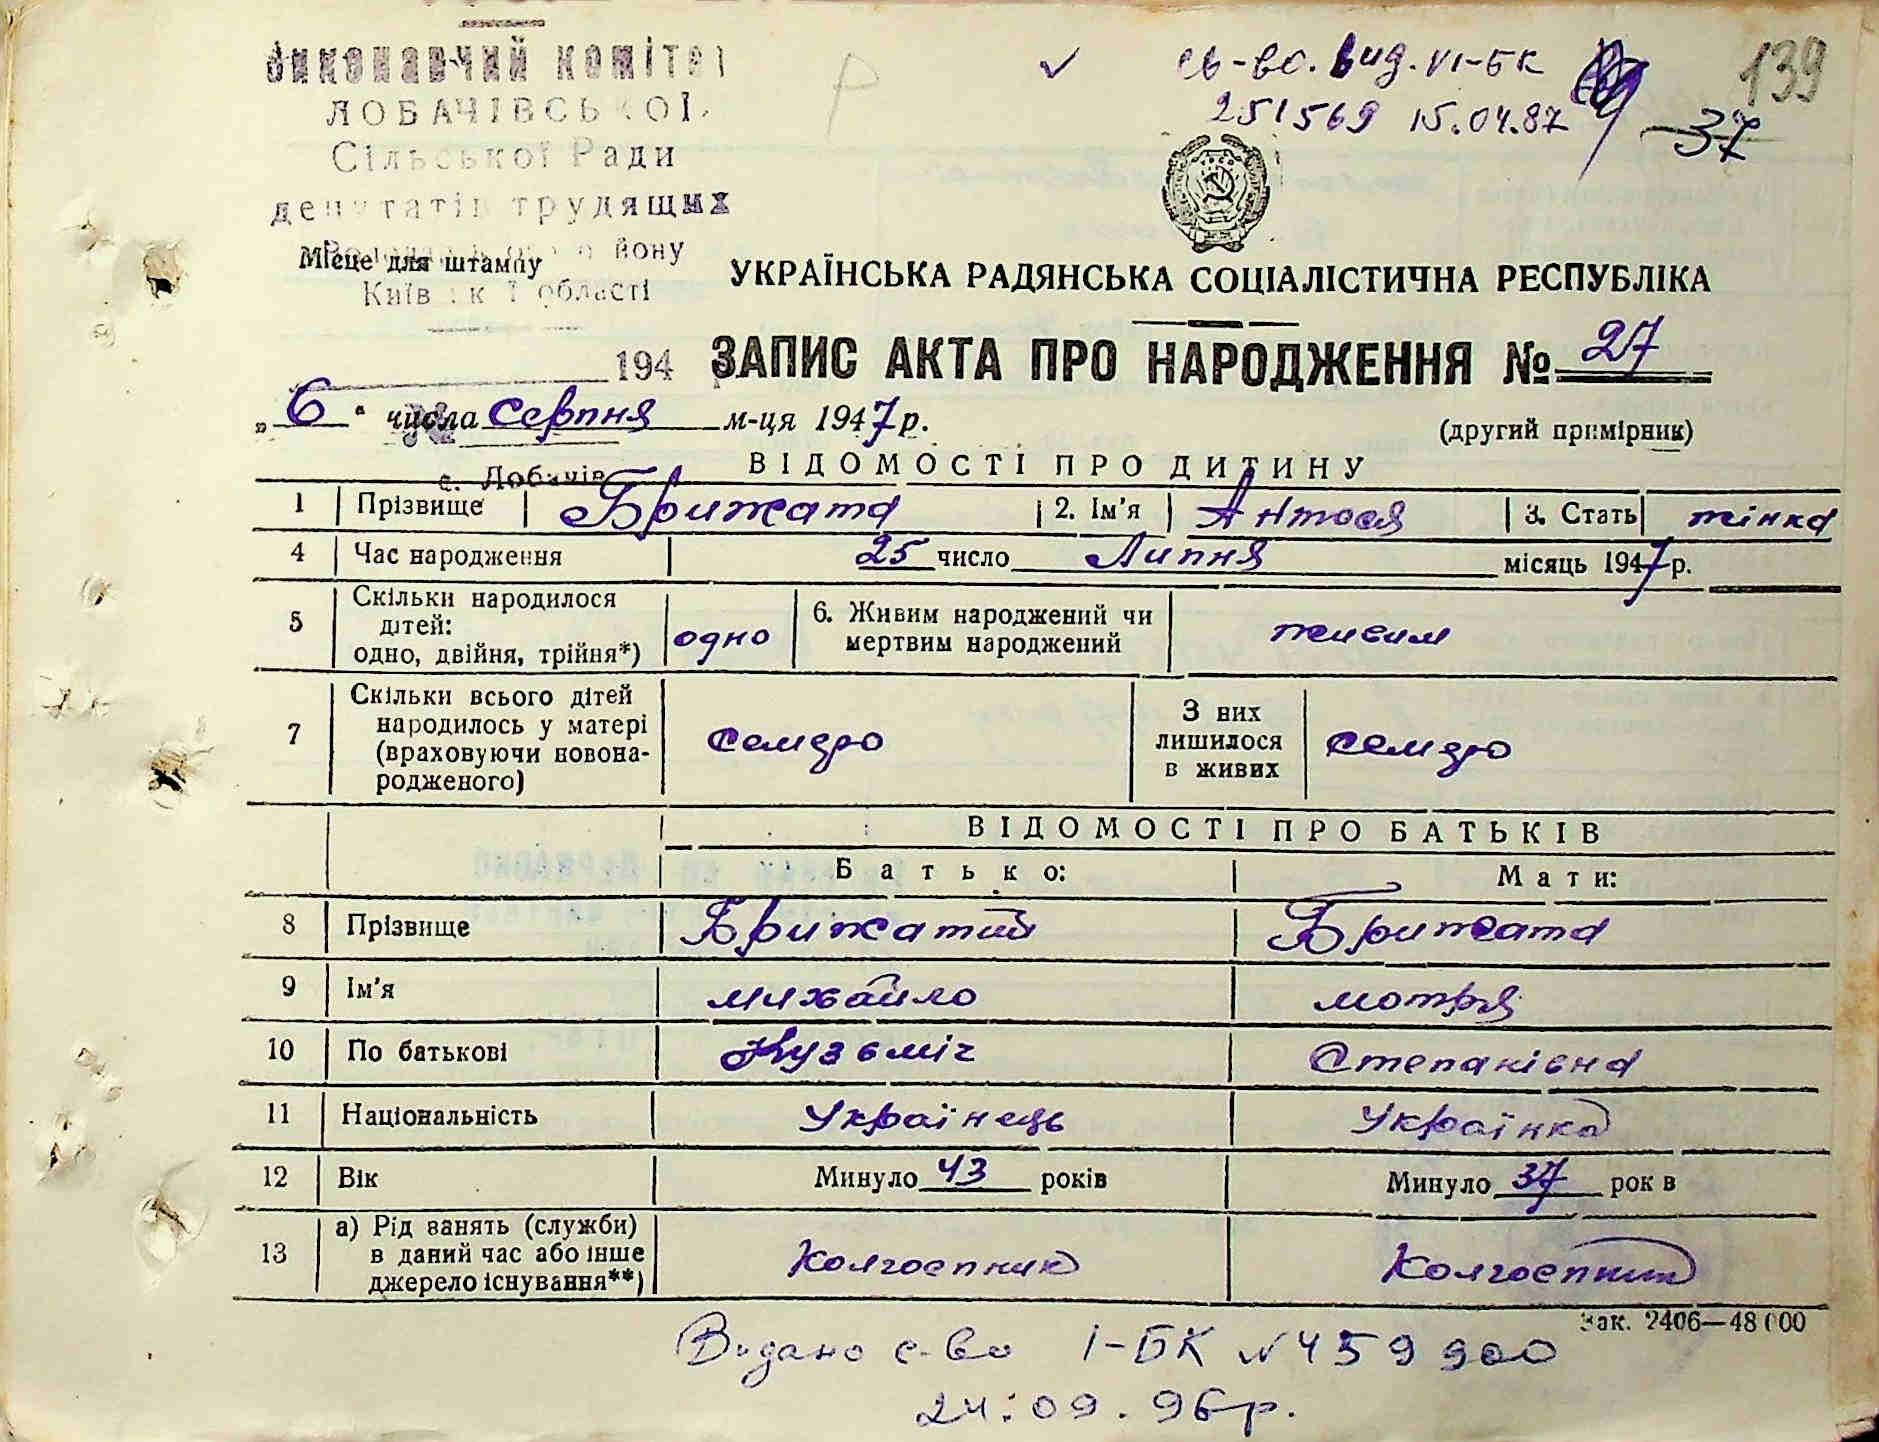 Виконавчий комітет
ЛОБАЧІВСЬКОЇ
Сільської Ради
депутатів трудящих
йону
Місце для штампу
Київської області
194
с. Лобачів
Р
✓ св-во. вид. VI-БК
251569 15.04.87
139
37
УКРАЇНСЬКА РАДЯНСЬКА СОЦІАЛІСТИЧНА РЕСПУБЛІКА
ЗАПИС АКТА ПРО НАРОДЖЕННЯ № 27
„6“ числа серпня м-ця 1947 р.
(другий примірник)
ВІДОМОСТІ ПРО ДИТИНУ
1 Прізвище Брижата 2. Ім'я Антося 3. Стать жінка
4 Час народження 25 число Липня місяць 1947 р.
5 Скільки народилося дітей: одно, двійня, трійня*) одно 6. Живим народжений чи мертвим народжений живим
7 Скільки всього дітей народилось у матері (враховуючи новонародженого) семеро З них лишилося в живих семеро
ВІДОМОСТІ ПРО БАТЬКІВ
Батько: Мати:
8 Прізвище Брижатий Брижата
9 Ім'я михайло мотря
10 По батькові Кузьміч Степанівна
11 Національність Українець Українка
12 Вік Минуло 43 років Минуло 37 рок в
13 а) Рід занять (служби) в даний час або інше джерело існування**) Колгоспник Колгоспниц
Зак. 2406—48 000
Видано с-во І-БК №459900
24.09.96р.